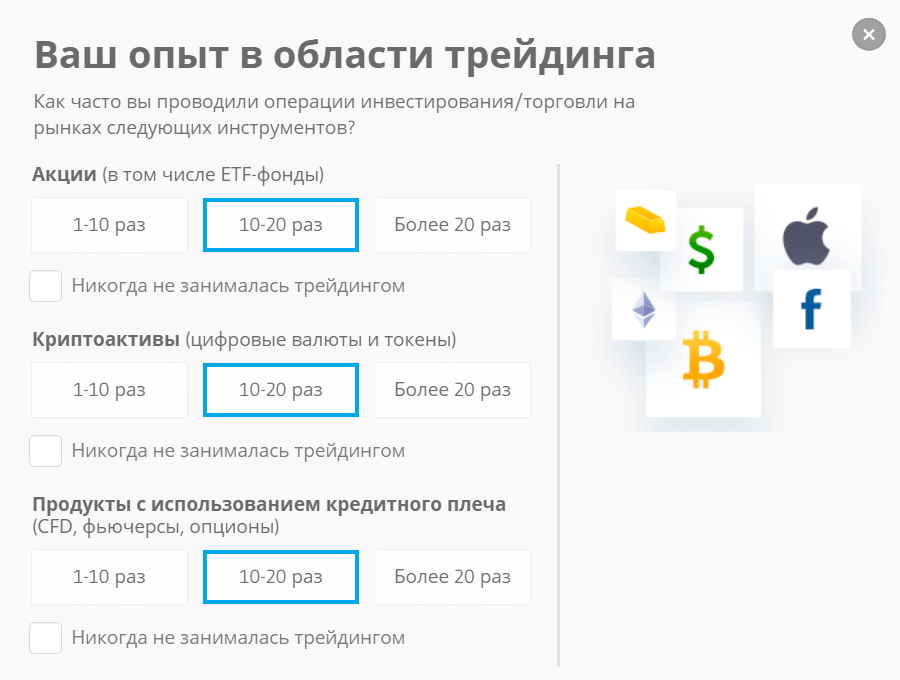 Ваш опыт в области трейдинга
Как часто вы проводили операции инвестирования/торговли на
рынках следующих инструментов?
Акции (в том числе ETF-фонды)
1-10 раз
10-20 раз
Более 20 раз
Никогда не занималась трейдингом
Криптоактивы (цифровые валюты и токены)
1-10 раз
10-20 раз
Более 20 раз
Никогда не занималась трейдингом
Продукты с использованием кредитного плеча
(CFD, фьючерсы, опционы)
1-10 раз
10-20 раз
Более 20 раз
Никогда не занималась трейдингом